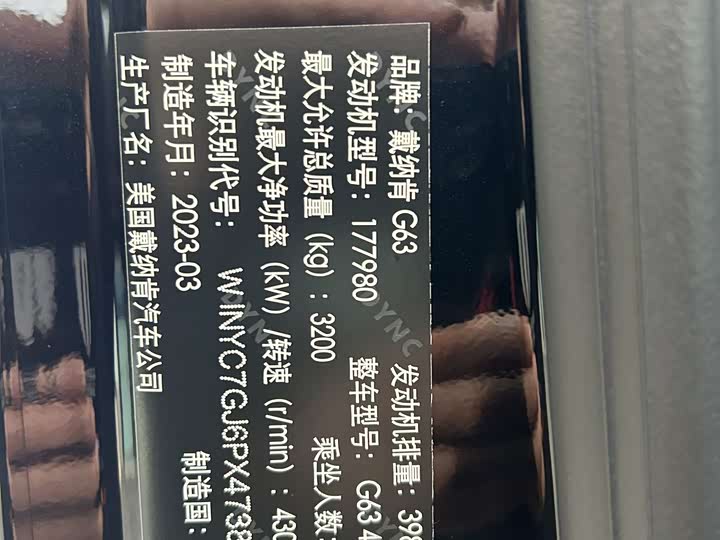 品牌：戴纳肯 G63 发动机排量：398
发动机型号：177980 整车型号：G63 4
最大允许总质量（kg）：3200 乘坐人数：
发动机最大净功率（kW）/转速（r/min）：430
车辆识别代号： W1NYC7GJ6PX4738
制造年月：2023-03 制造国：
生产厂名：美国戴纳肯汽车公司